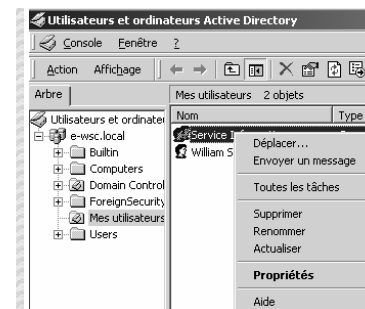 Utilisateurs et ordinateurs Active Directory
Console Fenêtre ?
Action Affichage
Arbre
Mes utilisateurs 2 objets
Utilisateurs et ordinate
Nom Type
e-wsc.local
Service
Builtin
William S
Computers
Domain Control
ForeignSecurity
Mes utilisateurs
Users
Déplacer...
Envoyer un message
Toutes les tâches
Supprimer
Renommer
Actualiser
Propriétés
Aide